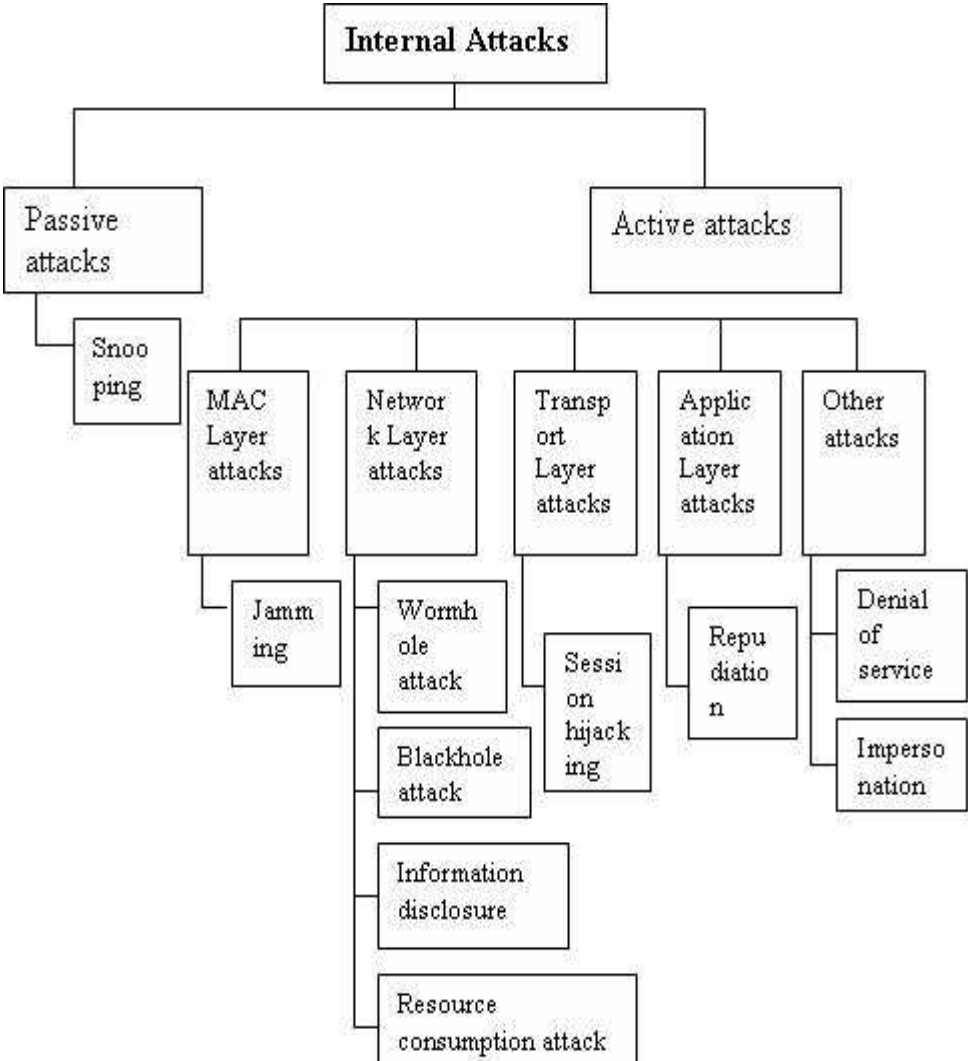 Internal Attacks
Passive
attacks
Active attacks
Snoo
ping
MAC
Layer
attacks
Networ
k Layer
attacks
Transp
ort
Layer
attacks
Applic
ation
Layer
attacks
Other
attacks
Jamm
ing
Wormh
ole
attack
Blackhole
attack
Information
disclosure
Resource
consumption attack
Sessi
on
hijack
ing
Repu
diatio
n
Denial
of
service
Imperso
nation